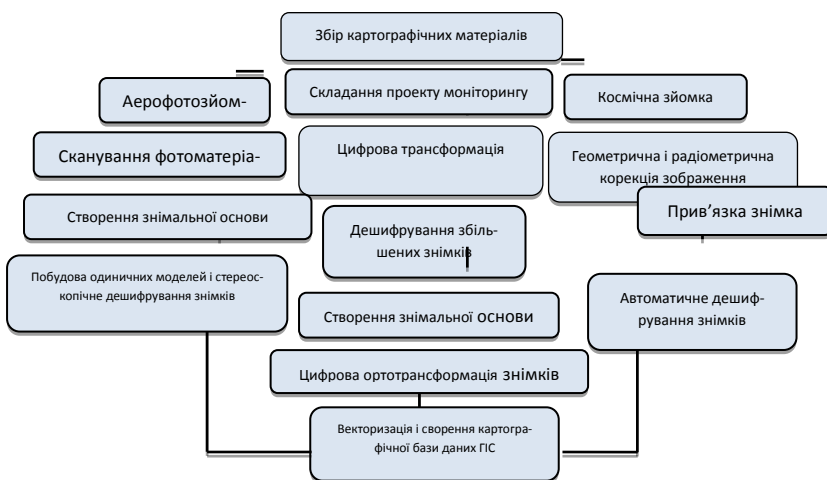 Збір картографічних матеріалів
Аерофотозйом-
Складання проекту моніторингу
Космічна зйомка
Сканування фотоматеріа-
Цифрова трансформація
Геометрична і радіометрична
корекція зображення
Прив’язка знімка
Створення знімальної основи
Дешифрування збіль-
шених знімків
Побудова одиничних моделей і стереос-
копічне дешифрування знімків
Автоматичне дешиф-
рування знімків
Створення знімальної основи
Цифрова ортотрансформація знімків
Векторизація і сворення картогра-
фічної бази даних ГІС